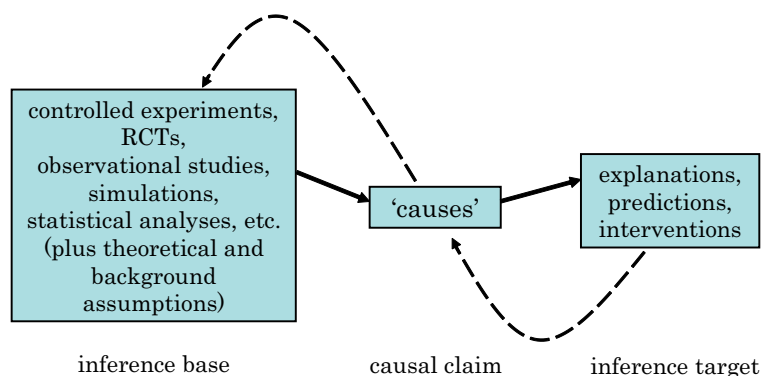 controlled experiments,
RCTs,
observational studies,
simulations,
statistical analyses, etc.
(plus theoretical and
background
assumptions)
‘causes’
explanations,
predictions,
interventions
inference base
causal claim
inference target